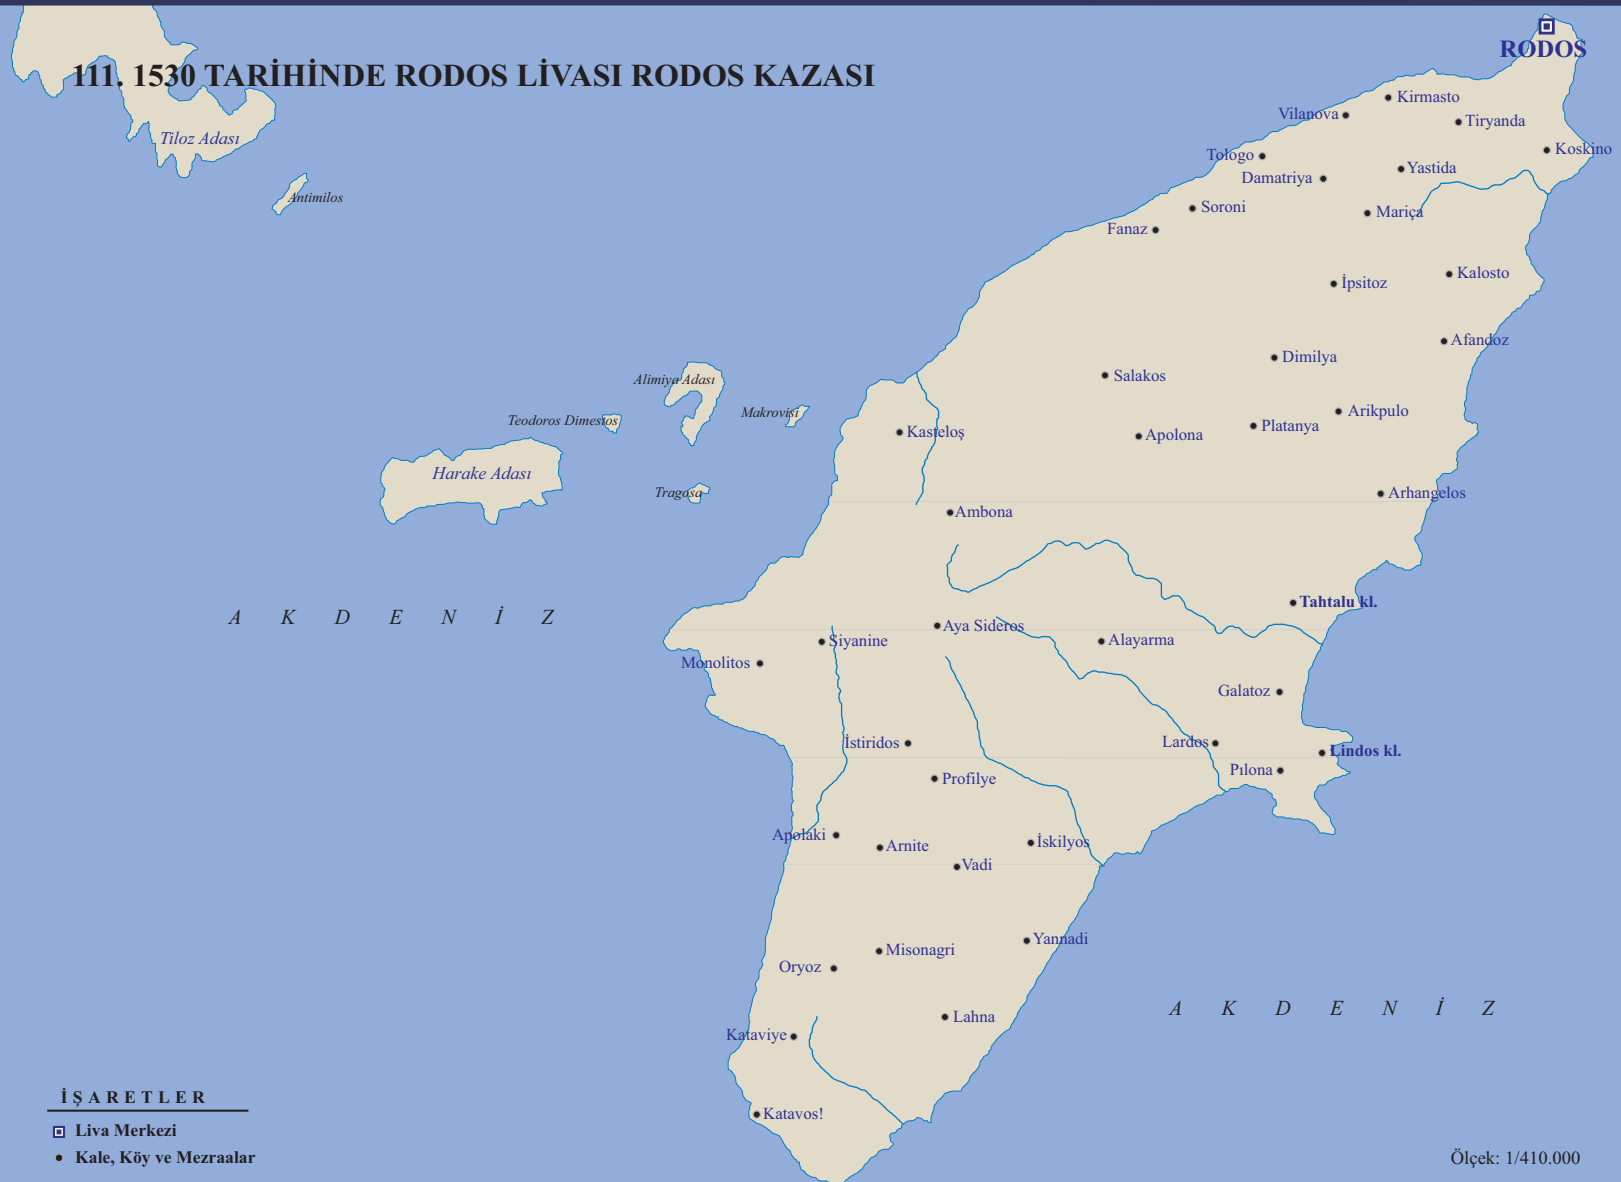 RODOS
111. 1530 TARİHİNDE RODOS LİVASI RODOS KAZASI
Kirmasto
Vilanova
Tiryanda
Tiloz Adası
Koskino
Tologo
Yastida
Damatriya
Antimilos
Soroni
Mariça
Fanaz
Kalosto
İpsitoz
Afandoz
Dimilya
Salakos
Alimiya Adası
Makrovisi
Arikpulo
Teodoros Dimestos
Platanya
Kasteloş
Apolona
Harake Adası
Tragosa
Arhangelos
Ambona
Tahtalu kl.
A K D E N İ Z
Aya Sideros
Siyanine
Alayarma
Monolitos
Galatoz
İstiridos
Lardos
Lindos kl.
Pılona
Profilye
Apolaki
Arnite
İskilyos
Vadi
Yannadi
Misonagri
Oryoz
A K D E N İ Z
Lahna
Kataviye
İŞARETLER
Katavos!
Liva Merkezi
Kale, Köy ve Mezraalar
Ölçek: 1/410.000